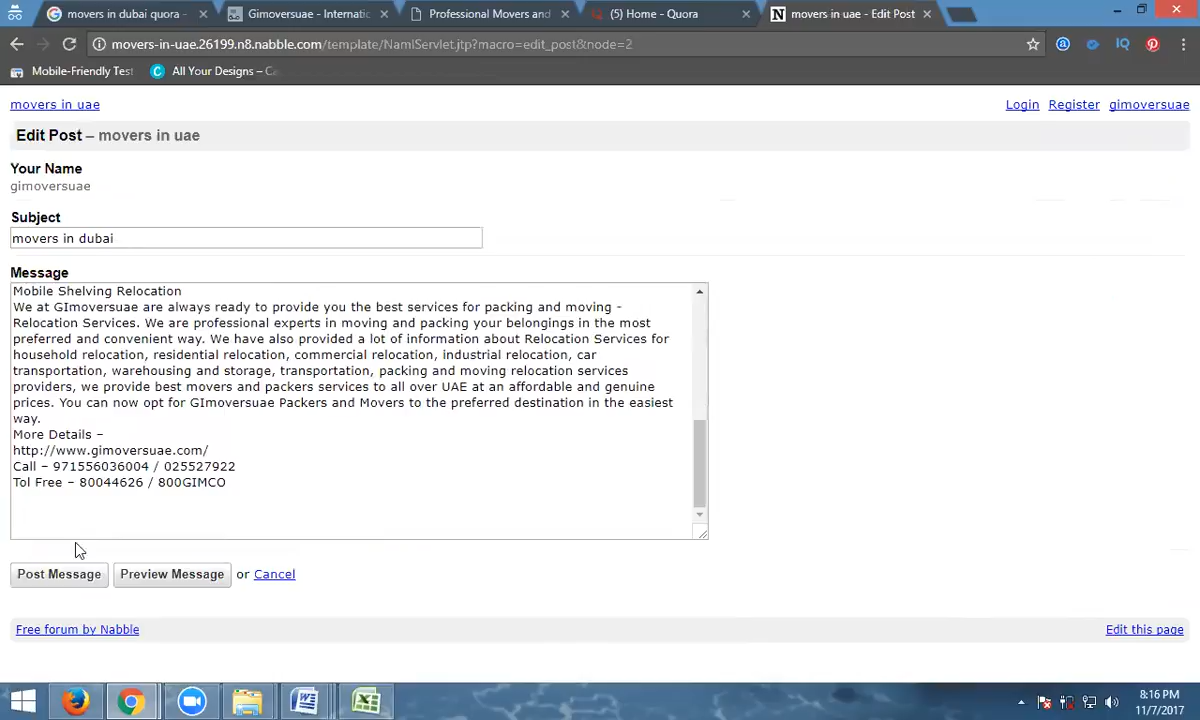 movers in dubai quora -
Gimoversuae - Internatic
Professional Movers and
(5) Home - Quora
movers in uae - Edit Post
movers-in-uae.26199.n8.nabble.com/template/NamlServlet.jtp?macro=edit_post&node=2
Mobile-Friendly Test
All Your Designs –
movers in uae
Login Register gimoversuae
Edit Post – movers in uae
Your Name
gimoversuae
Subject
movers in dubai
Message
Mobile Shelving Relocation
We at GImoversuae are always ready to provide you the best services for packing and moving -
Relocation Services. We are professional experts in moving and packing your belongings in the most
preferred and convenient way. We have also provided a lot of information about Relocation Services for
household relocation, residential relocation, commercial relocation, industrial relocation, car
transportation, warehousing and storage, transportation, packing and moving relocation services
providers, we provide best movers and packers services to all over UAE at an affordable and genuine
prices. You can now opt for GImoversuae Packers and Movers to the preferred destination in the easiest
way.
More Details –
http://www.gimoversuae.com/
Call – 971556036004 / 025527922
Tol Free – 80044626 / 800GIMCO
Post Message Preview Message or Cancel
Free forum by Nabble
Edit this page
8:16 PM
11/7/2017